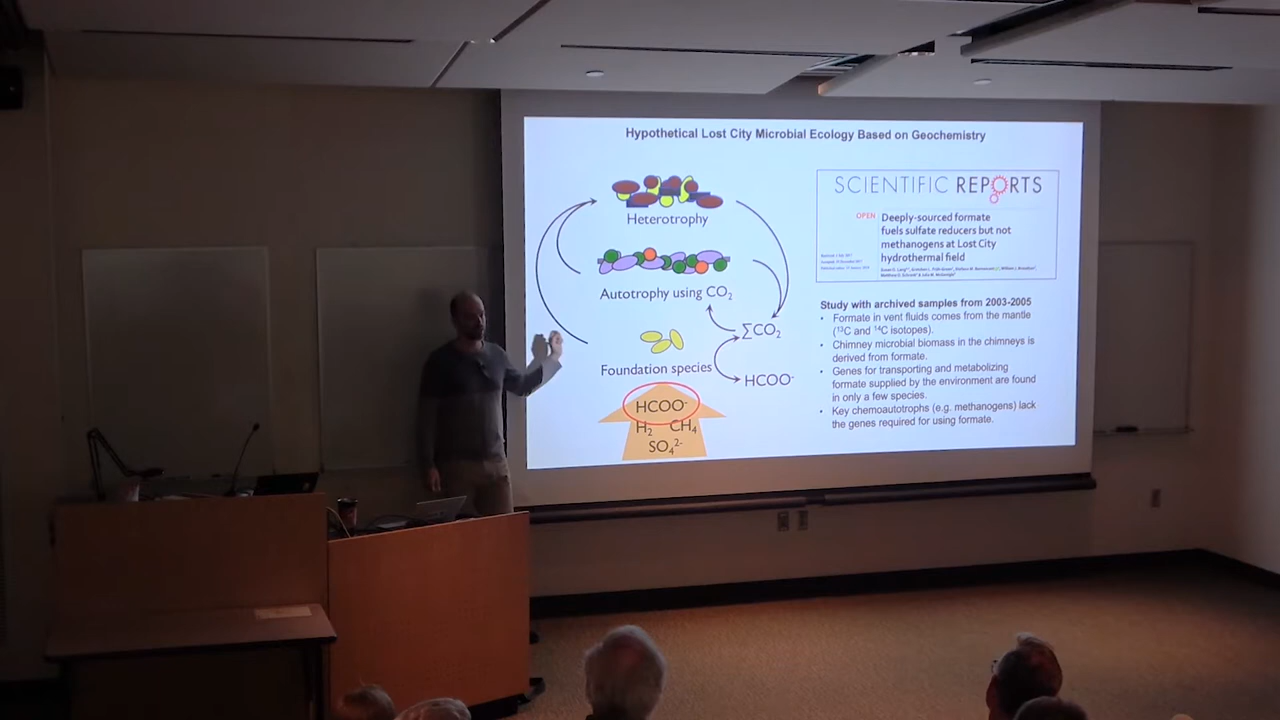 Hypothetical Lost City Microbial Ecology Based on Geochemistry
Heterotrophy
Autotrophy using CO₂
∑CO₂
Foundation species
HCOO⁻
HCOO⁻
H₂ CH₄
SO₄²⁻
SCIENTIFIC REPORTS
OPEN
Deeply-sourced formate
fuels sulfate reducers but not
methanogens at Lost City
hydrothermal field
Study with archived samples from 2003-2005
• Formate in vent fluids comes from the mantle
(¹³C and ¹⁴C isotopes).
• Chimney microbial biomass in the chimneys is
derived from formate.
• Genes for transporting and metabolizing
formate supplied by the environment are found
in only a few species.
• Key chemoautotrophs (e.g. methanogens) lack
the genes required for using formate.